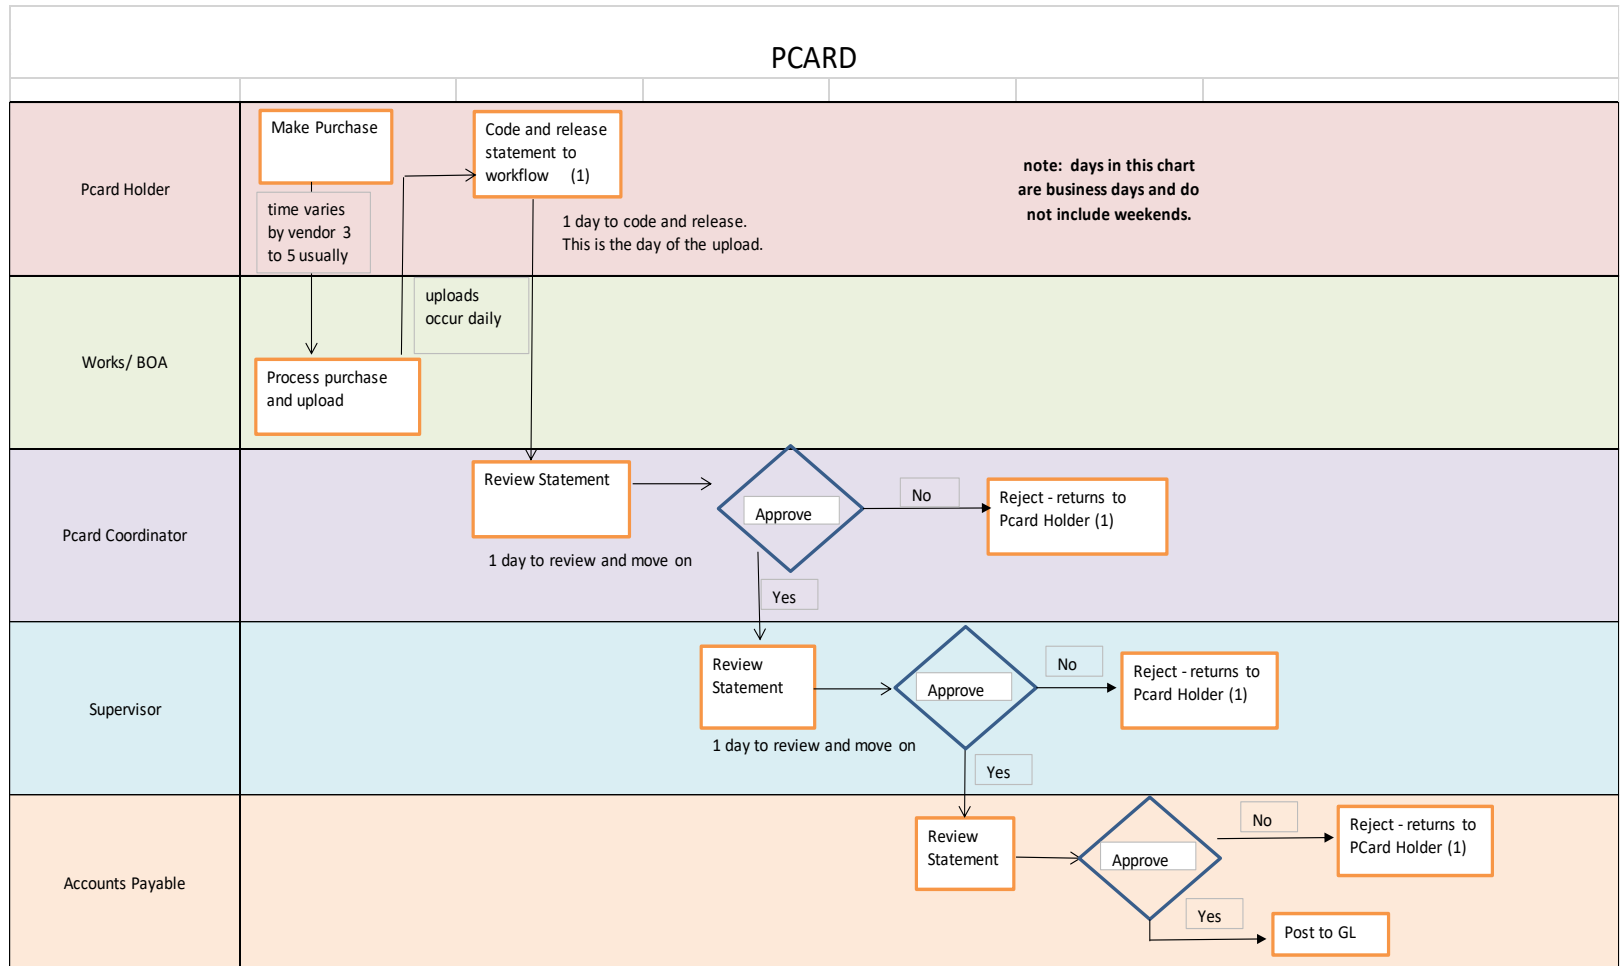 PCARD
Pcard Holder
Make Purchase
time varies
by vendor 3
to 5 usually
Code and release
statement to
workflow (1)
1 day to code and release.
This is the day of the upload.
note: days in this chart
are business days and do
not include weekends.
Works/ BOA
uploads
occur daily
Process purchase
and upload
Pcard Coordinator
Review Statement
1 day to review and move on
Approve
No
Reject - returns to
Pcard Holder (1)
Yes
Supervisor
Review
Statement
1 day to review and move on
Approve
No
Reject - returns to
Pcard Holder (1)
Yes
Accounts Payable
Review
Statement
Approve
No
Reject - returns to
PCard Holder (1)
Yes
Post to GL